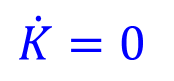 K̇ = 0